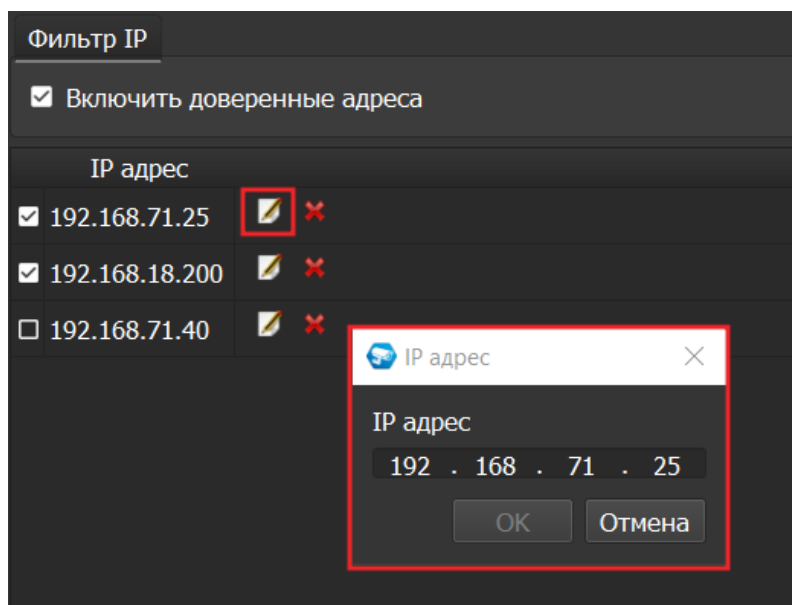 Фильтр IP
Включить доверенные адреса
IP адрес
192.168.71.25
192.168.18.200
192.168.71.40
IP адрес
IP адрес
192 . 168 . 71 . 25
OK Отмена